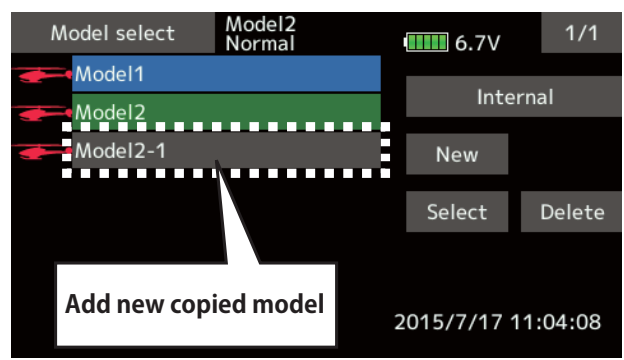 Model select
Model2
Normal
6.7V
1/1
Model1
Model2
Model2-1
Internal
New
Select
Delete
Add new copied model
2015/7/17 11:04:08